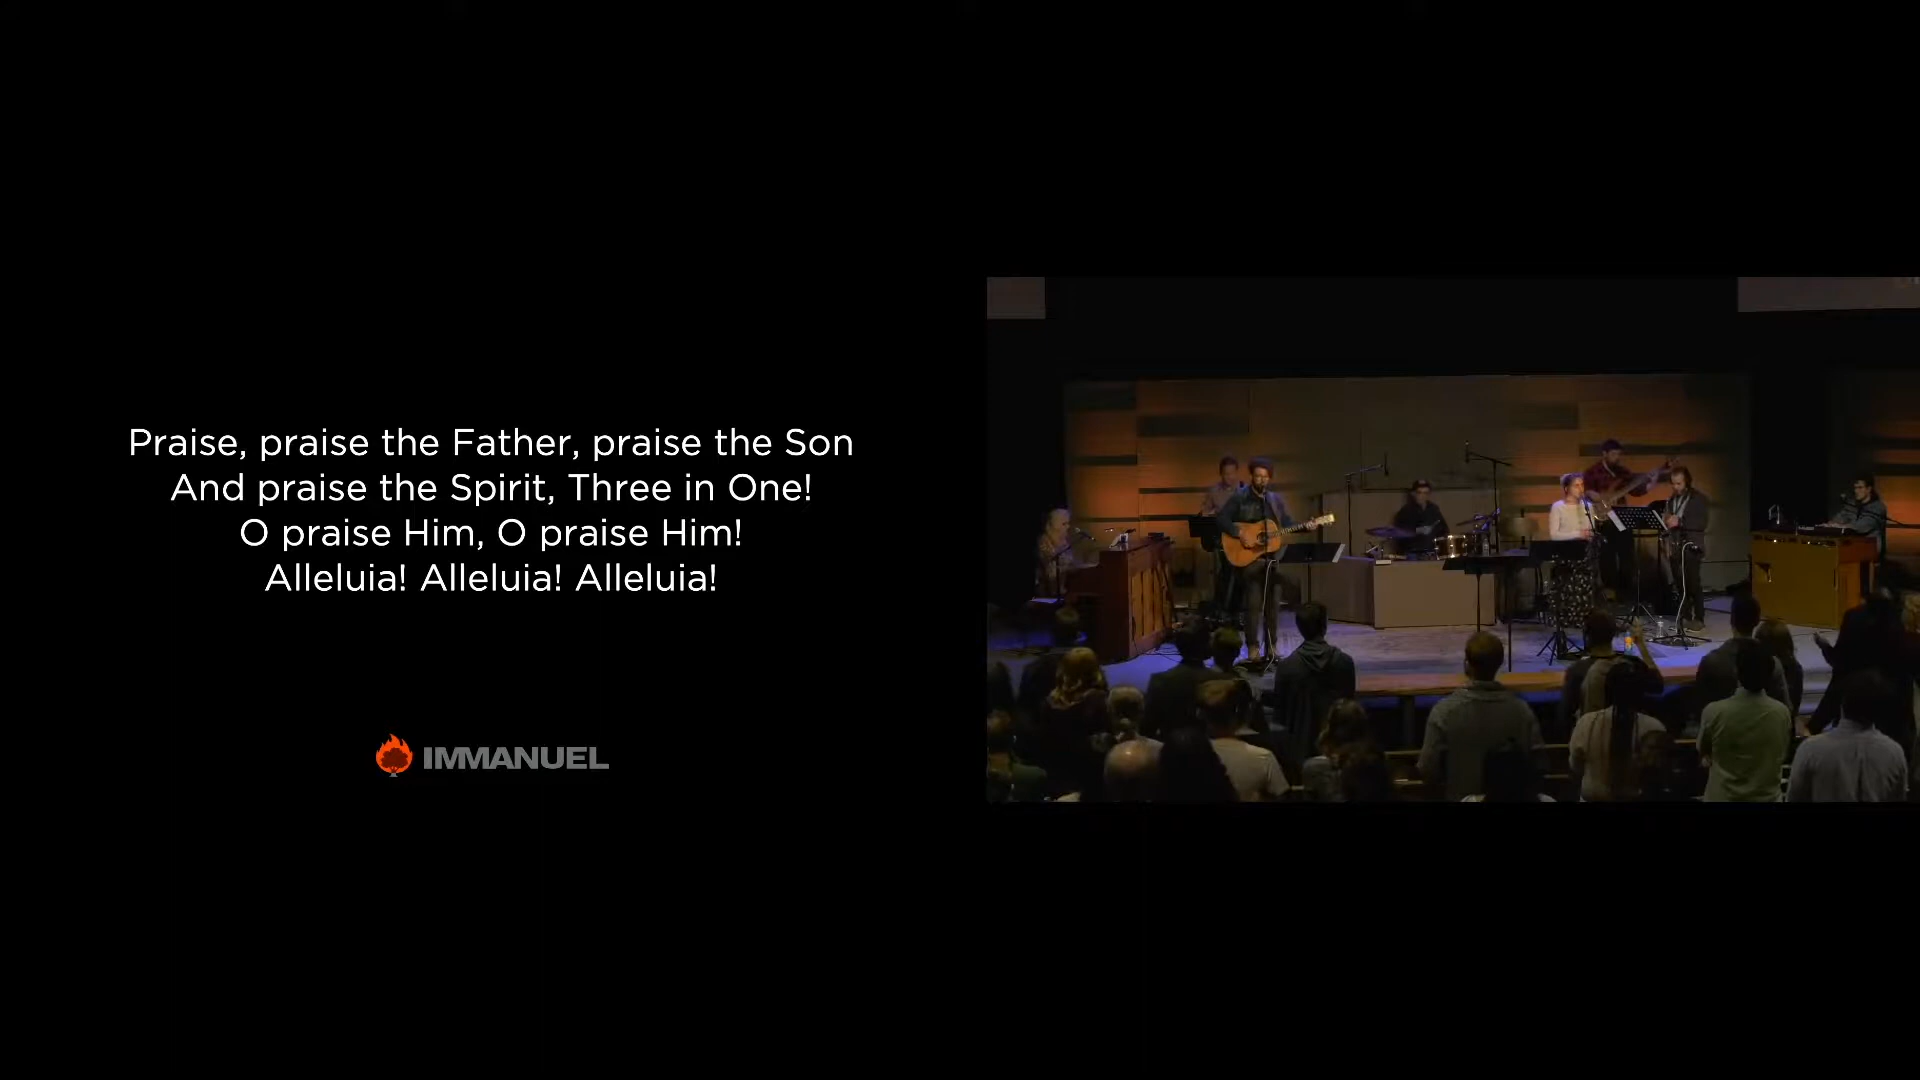 Praise, praise the Father, praise the Son
And praise the Spirit, Three in One!
O praise Him, O praise Him!
Alleluia! Alleluia! Alleluia!
IMMANUEL